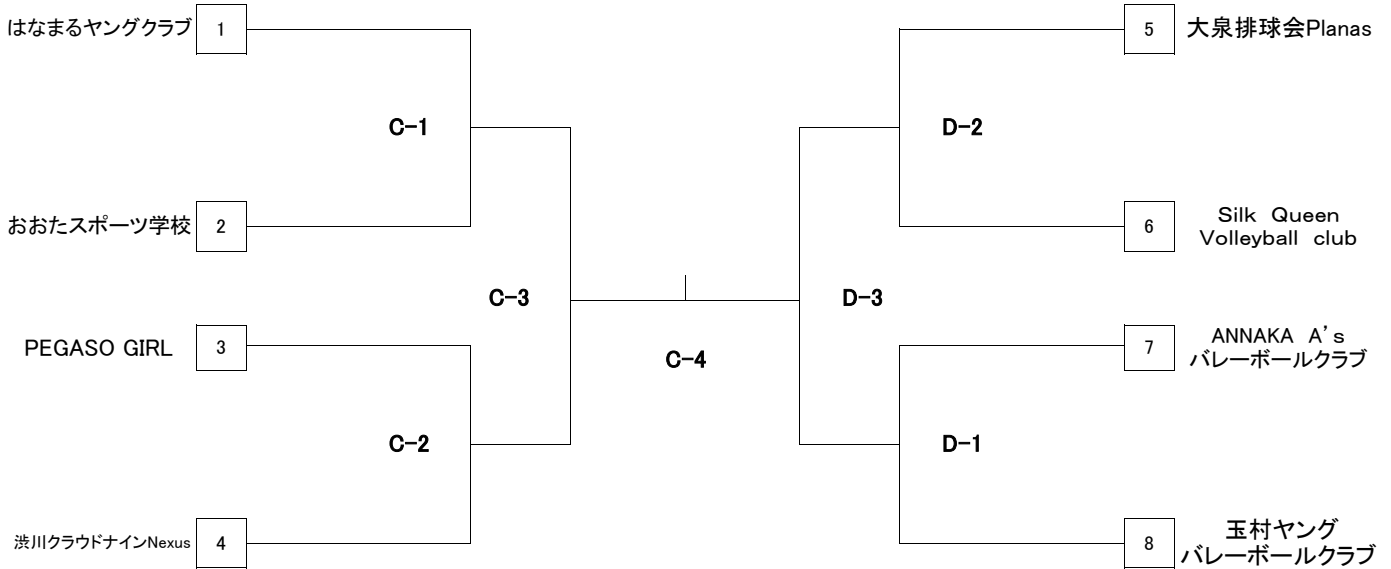 はなまるヤングクラブ 1
C-1
おおたスポーツ学校 2
C-3
PEGASO GIRL 3
C-2
渋川クラウドナインNexus 4
C-4
5 大泉排球会Planas
D-2
6 Silk Queen
Volleyball club
D-3
7 ANNAKA A's
バレーボールクラブ
D-1
8 玉村ヤング
バレーボールクラブ